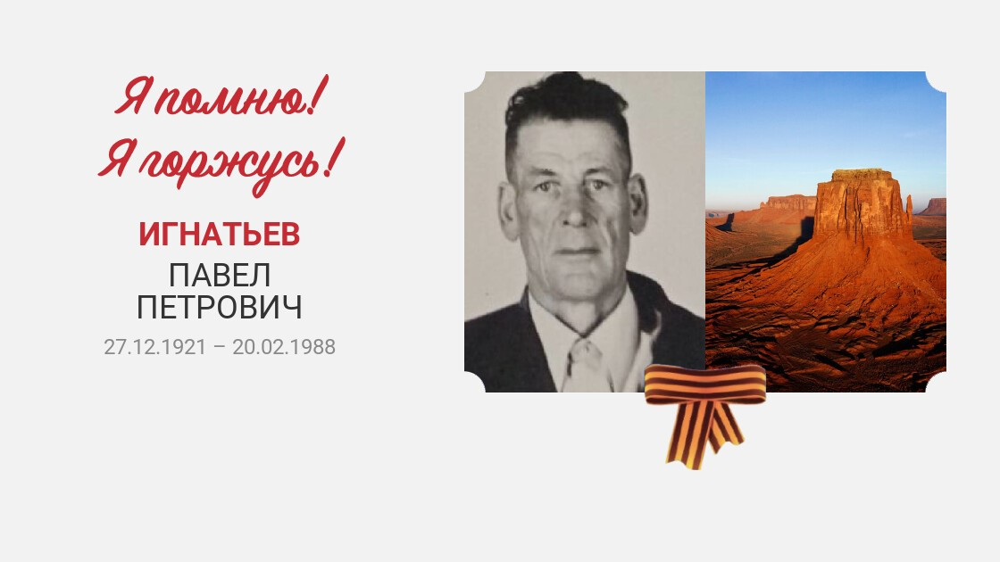 Я помню!
Я горжусь!
ИГНАТЬЕВ
ПАВЕЛ
ПЕТРОВИЧ
27.12.1921 – 20.02.1988